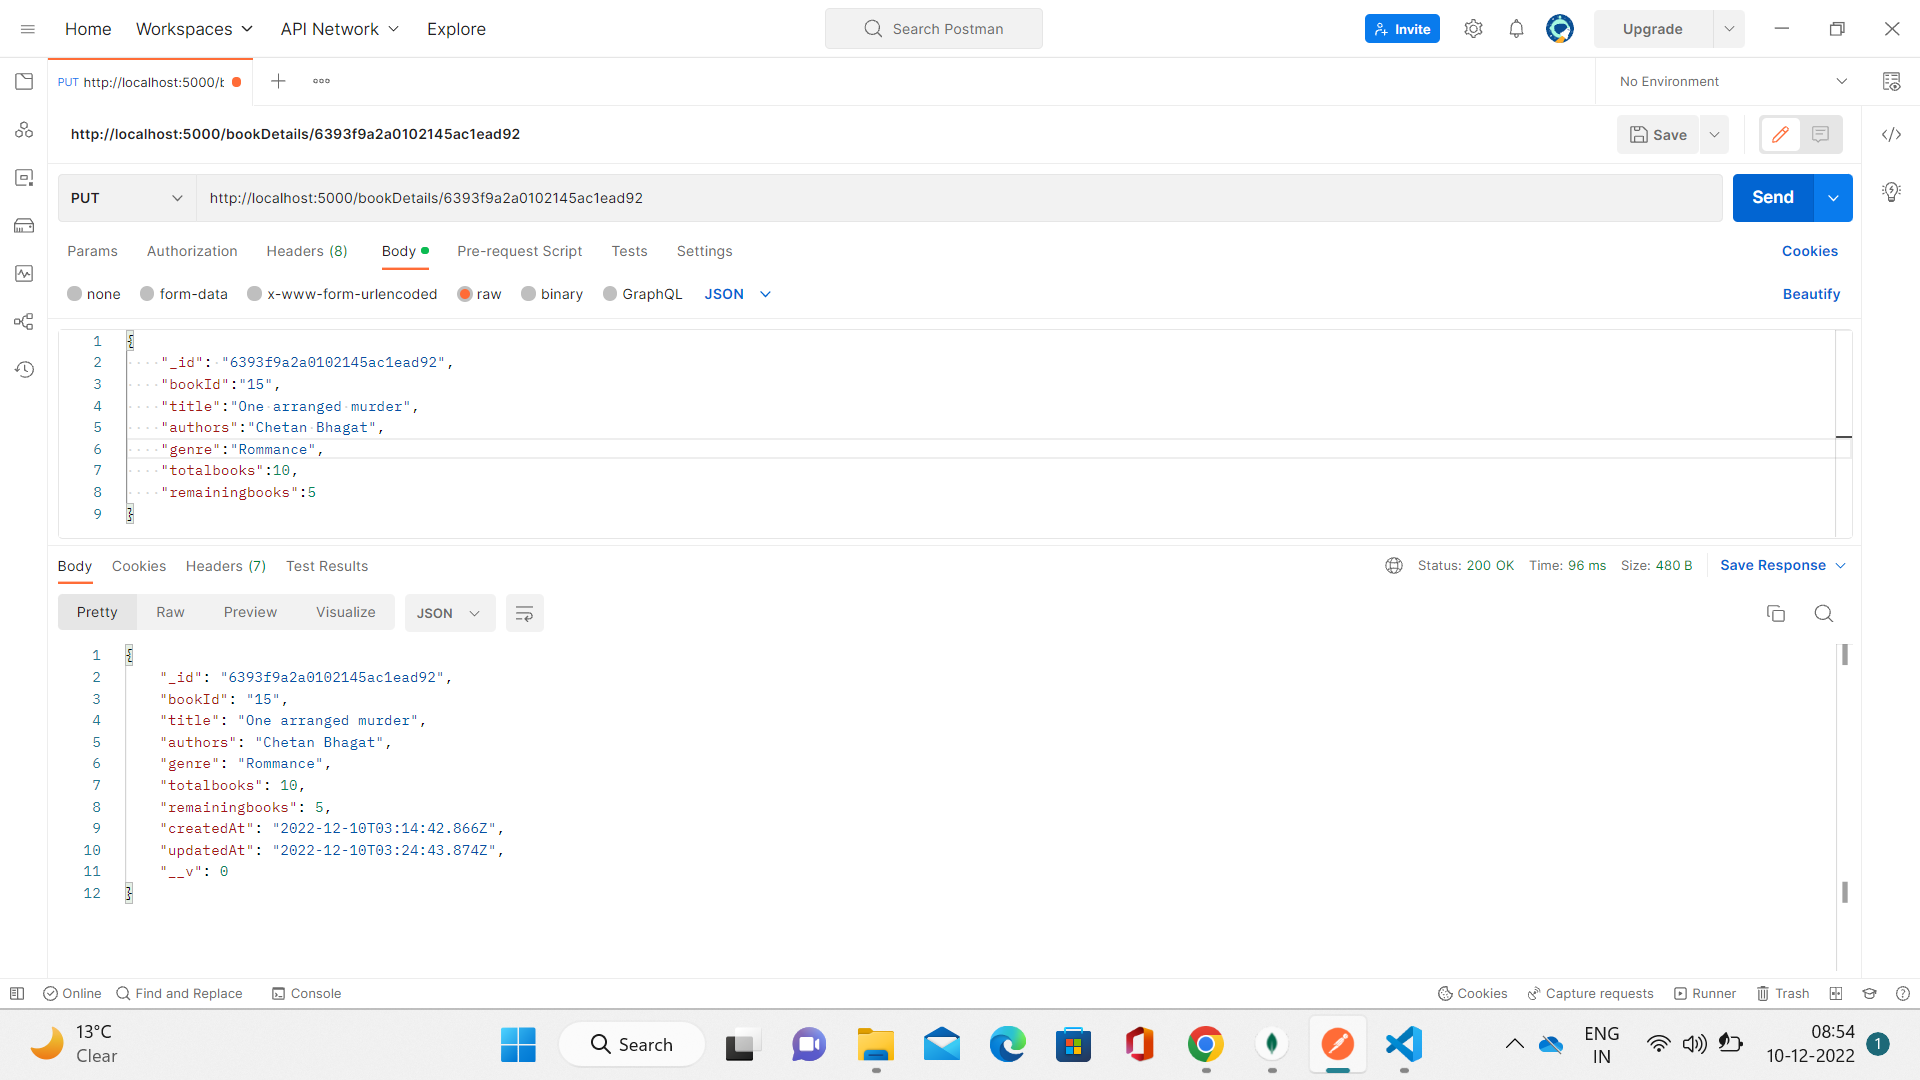 Home Workspaces API Network Explore Search Postman Invite Upgrade
PUT http://localhost:5000/b No Environment
http://localhost:5000/bookDetails/6393f9a2a0102145ac1ead92 Save
PUT http://localhost:5000/bookDetails/6393f9a2a0102145ac1ead92 Send
Params Authorization Headers (8) Body Pre-request Script Tests Settings Cookies
none form-data x-www-form-urlencoded raw binary GraphQL JSON Beautify
1 {
2 "_id": "6393f9a2a0102145ac1ead92",
3 "bookId":"15",
4 "title":"One arranged murder",
5 "authors":"Chetan Bhagat",
6 "genre":"Rommance",
7 "totalbooks":10,
8 "remainingbooks":5
9 }
Body Cookies Headers (7) Test Results Status: 200 OK Time: 96 ms Size: 480 B Save Response
Pretty Raw Preview Visualize JSON
1 {
2 "_id": "6393f9a2a0102145ac1ead92",
3 "bookId": "15",
4 "title": "One arranged murder",
5 "authors": "Chetan Bhagat",
6 "genre": "Rommance",
7 "totalbooks": 10,
8 "remainingbooks": 5,
9 "createdAt": "2022-12-10T03:14:42.866Z",
10 "updatedAt": "2022-12-10T03:24:43.874Z",
11 "__v": 0
12 }
Online Find and Replace Console Cookies Capture requests Runner Trash
13°C
Clear
Search
ENG
IN
08:54
10-12-2022
1